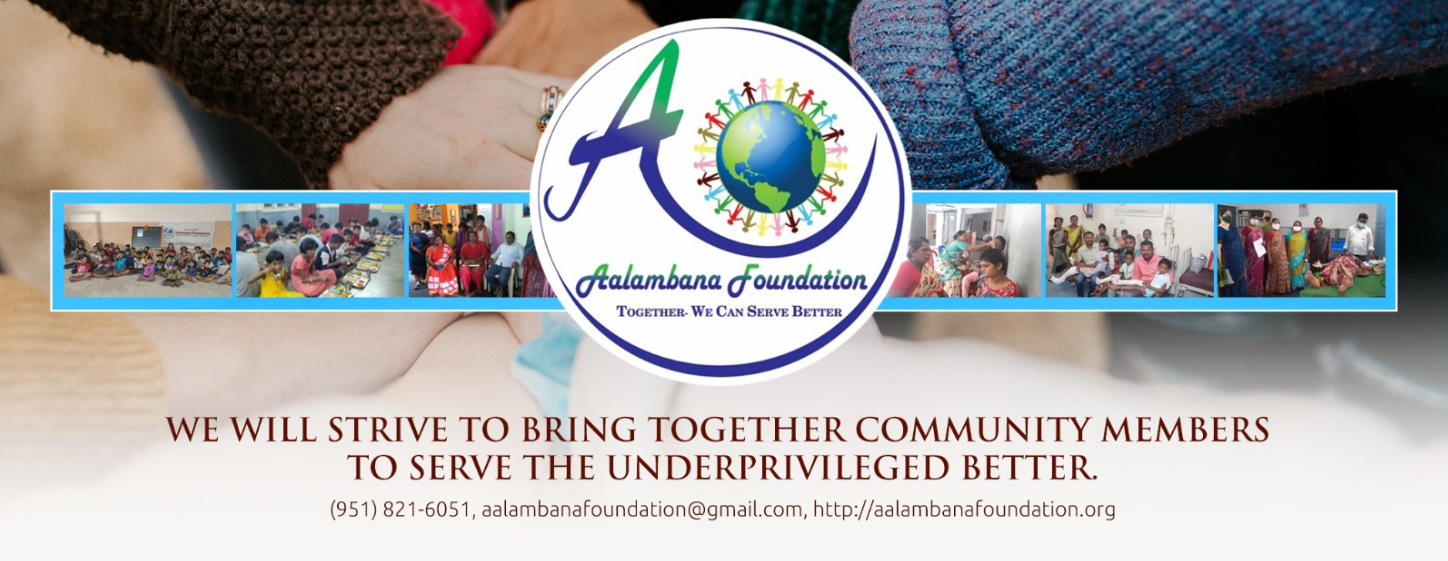 Aalambana Foundation
TOGETHER- WE CAN SERVE BETTER
WE WILL STRIVE TO BRING TOGETHER COMMUNITY MEMBERS
TO SERVE THE UNDERPRIVILEGED BETTER.
(951) 821-6051, aalambanafoundation@gmail.com, http://aalambanafoundation.org